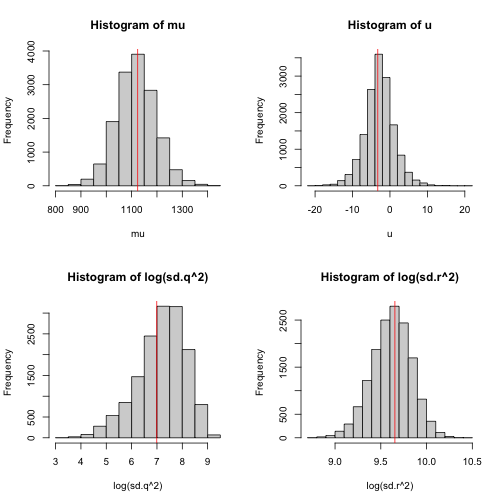 Histogram of mu
Frequency
0 1000 2000 3000 4000
800 900 1100 1300
mu
Histogram of u
Frequency
0 1000 3000
-20 -10 0 10 20
u
Histogram of log(sd.q^2)
Frequency
0 500 1500 2500
3 4 5 6 7 8 9
log(sd.q^2)
Histogram of log(sd.r^2)
Frequency
0 500 1500 2500
9.0 9.5 10.0 10.5
log(sd.r^2)